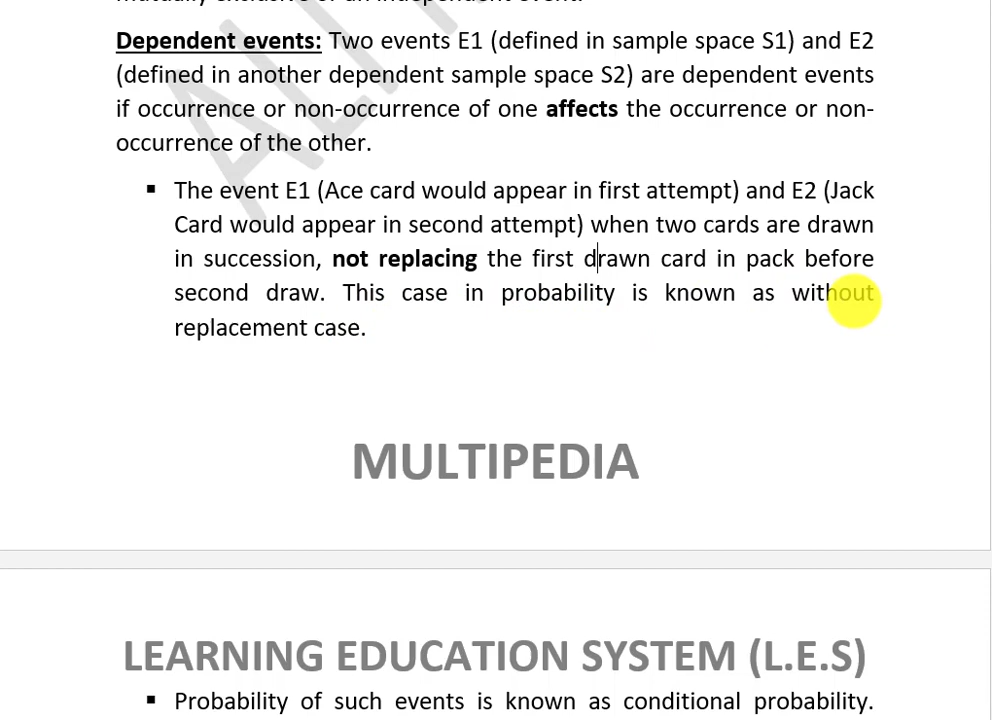 Dependent events: Two events E1 (defined in sample space S1) and E2
(defined in another dependent sample space S2) are dependent events
if occurrence or non-occurrence of one affects the occurrence or non-
occurrence of the other.
▪ The event E1 (Ace card would appear in first attempt) and E2 (Jack
Card would appear in second attempt) when two cards are drawn
in succession, not replacing the first drawn card in pack before
second draw. This case in probability is known as without
replacement case.
MULTIPEDIA
LEARNING EDUCATION SYSTEM (L.E.S)
▪ Probability of such events is known as conditional probability.